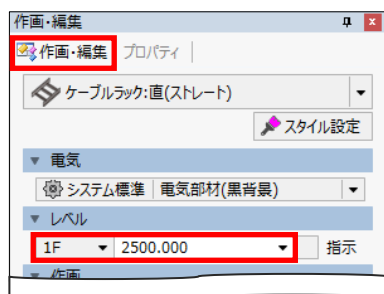 作画・編集
作画・編集 プロパティ
ケーブルラック:直(ストレート)
スタイル設定
電気
システム標準 電気部材(黒背景)
レベル
1F 2500.000 指示
作画